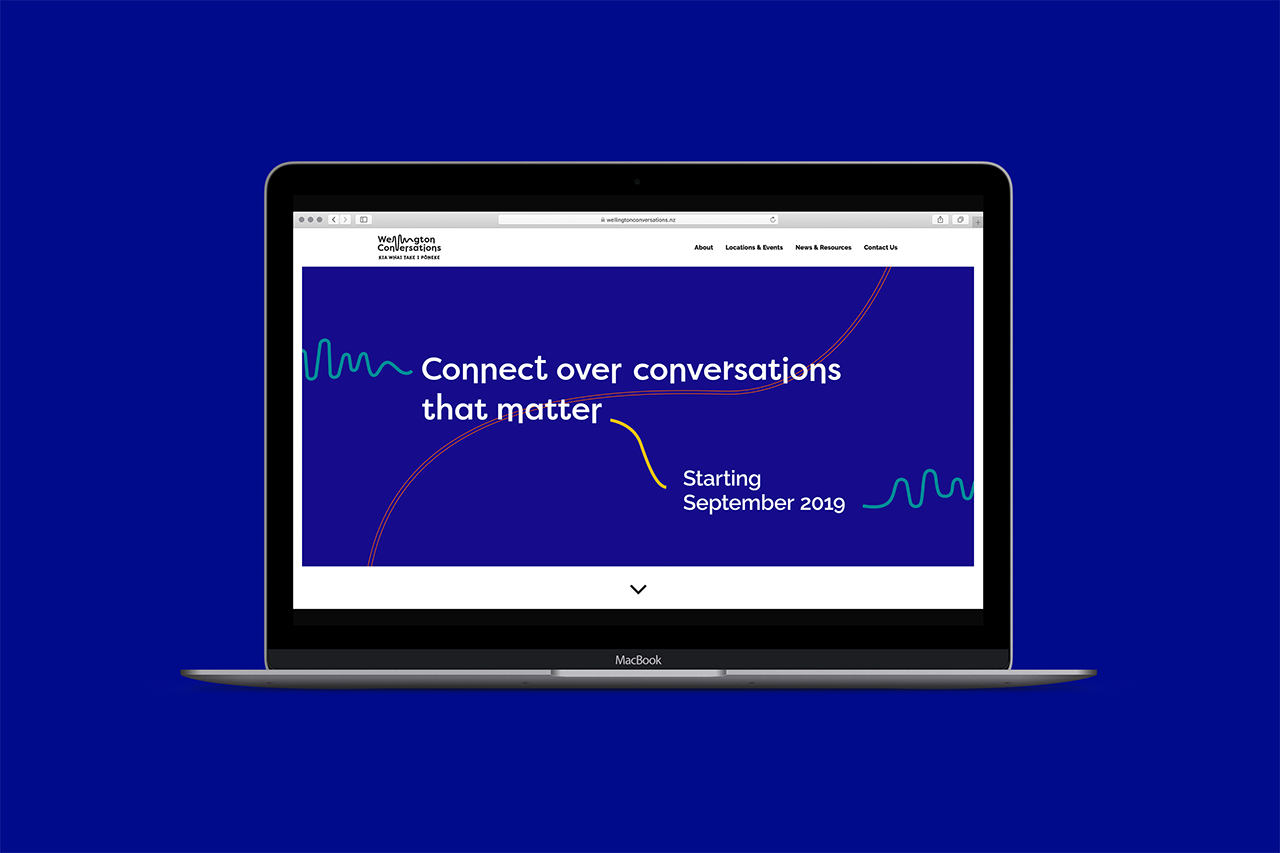 wellingtonconversations.nz
Wellington
Conversations
KIA WHAI TAKE I PŌNEKE
About Locations & Events News & Resources Contact Us
Connect over conversations
that matter
Starting
September 2019
MacBook